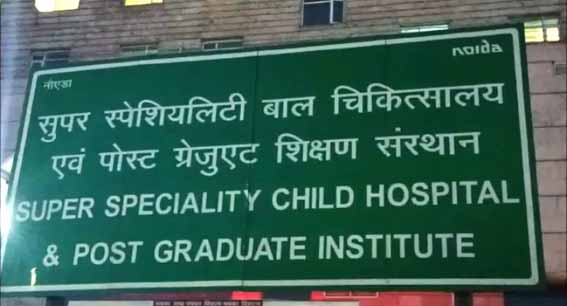 नौएडा
noida
सुपर स्पेशियलिटी बाल चिकित्सालय
एवं पोस्ट ग्रेजुएट शिक्षण संस्थान
SUPER SPECIALITY CHILD HOSPITAL
& POST GRADUATE INSTITUTE